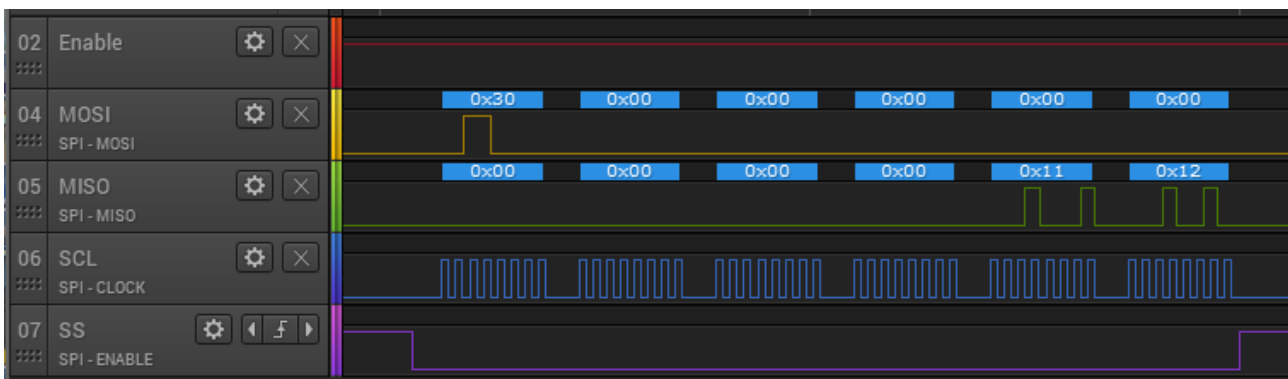 02 Enable
0x30 0x00 0x00 0x00 0x00 0x00
04 MOSI
SPI - MOSI
0x00 0x00 0x00 0x00 0x11 0x12
05 MISO
SPI - MISO
06 SCL
SPI - CLOCK
07 SS
SPI - ENABLE